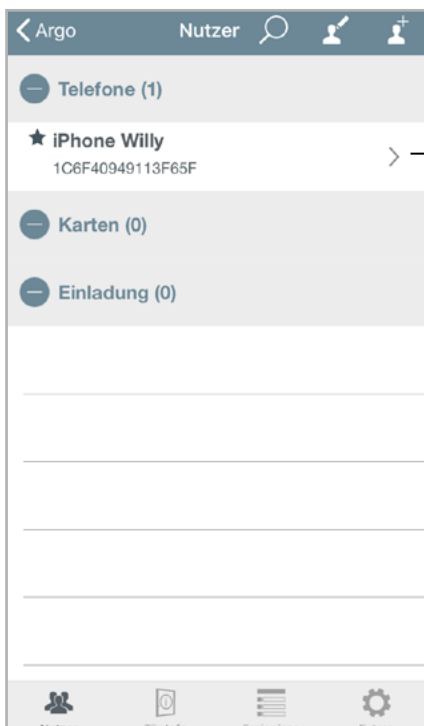 Argo Nutzer
Telefone (1)
iPhone Willy
1C6F40949113F65F
Karten (0)
Einladung (0)